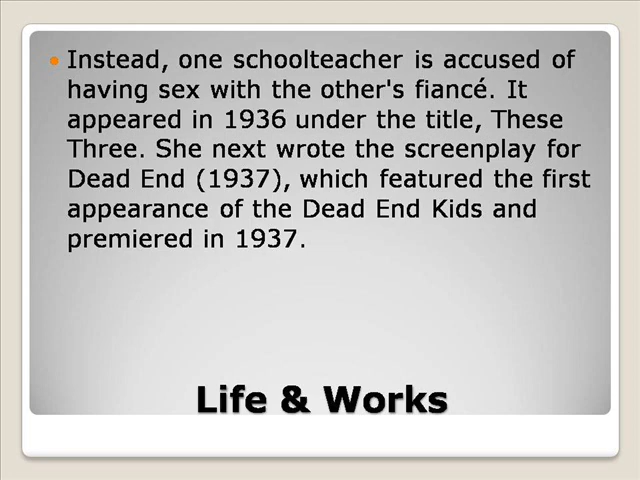 Instead, one schoolteacher is accused of
having sex with the other's fiancé. It
appeared in 1936 under the title, These
Three. She next wrote the screenplay for
Dead End (1937), which featured the first
appearance of the Dead End Kids and
premiered in 1937.
Life & Works